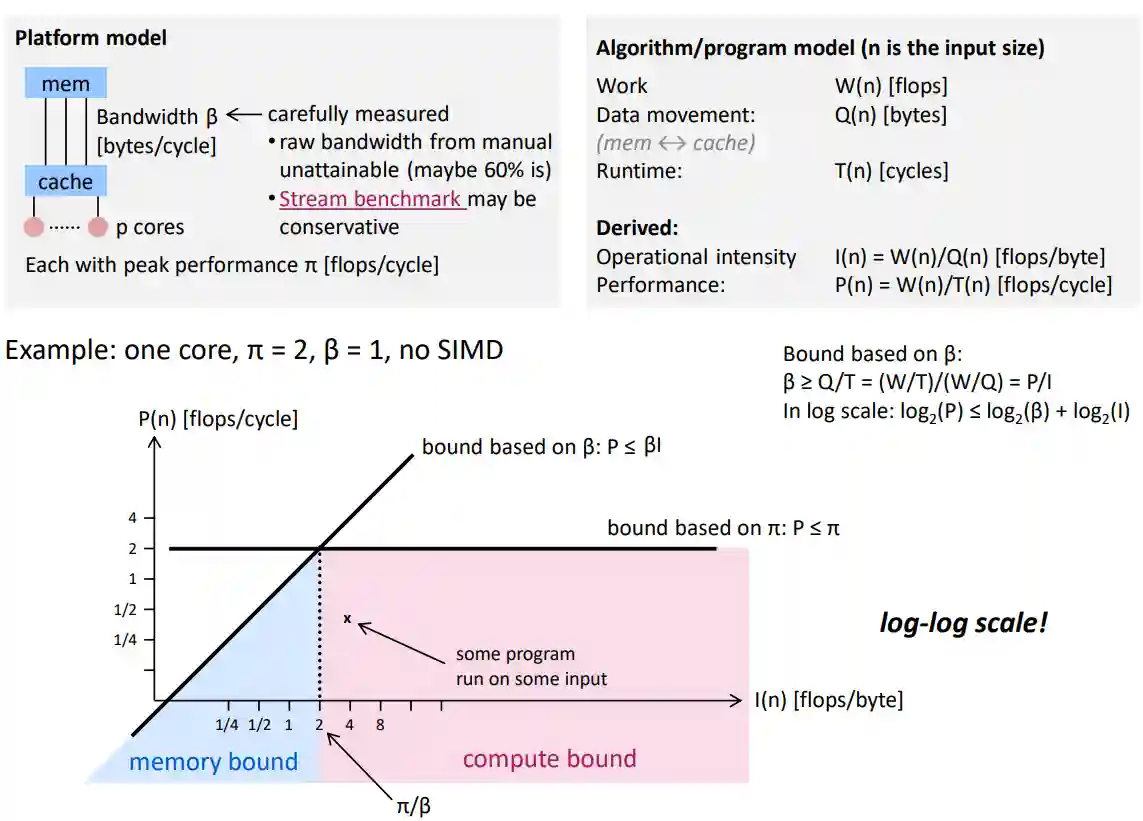 Platform model
mem
Bandwidth β
[bytes/cycle]
cache
...... p cores
Each with peak performance π [flops/cycle]
carefully measured
• raw bandwidth from manual
unattainable (maybe 60% is)
• Stream benchmark may be
conservative
Algorithm/program model (n is the input size)
Work W(n) [flops]
Data movement: Q(n) [bytes]
(mem ↔ cache)
Runtime: T(n) [cycles]
Derived:
Operational intensity I(n) = W(n)/Q(n) [flops/byte]
Performance: P(n) = W(n)/T(n) [flops/cycle]
Example: one core, π = 2, β = 1, no SIMD
Bound based on β:
β ≥ Q/T = (W/T)/(W/Q) = P/I
In log scale: log₂(P) ≤ log₂(β) + log₂(I)
P(n) [flops/cycle]
bound based on β: P ≤ βI
4
bound based on π: P ≤ π
2
1
1/2
1/4
x
some program
run on some input
log-log scale!
I(n) [flops/byte]
1/4 1/2 1 2 4 8
memory bound
compute bound
π/β